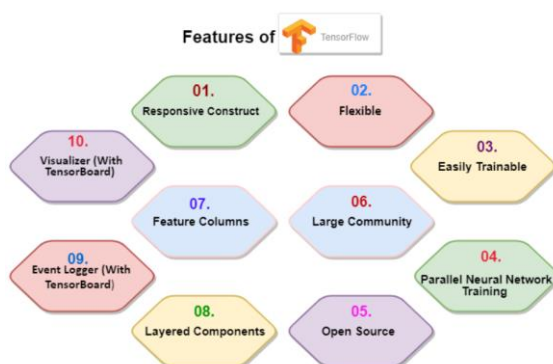 Features of TensorFlow
01.
Responsive Construct
02.
Flexible
03.
Easily Trainable
04.
Parallel Neural Network
Training
05.
Open Source
06.
Large Community
07.
Feature Columns
08.
Layered Components
09.
Event Logger (With
TensorBoard)
10.
Visualizer (With
TensorBoard)